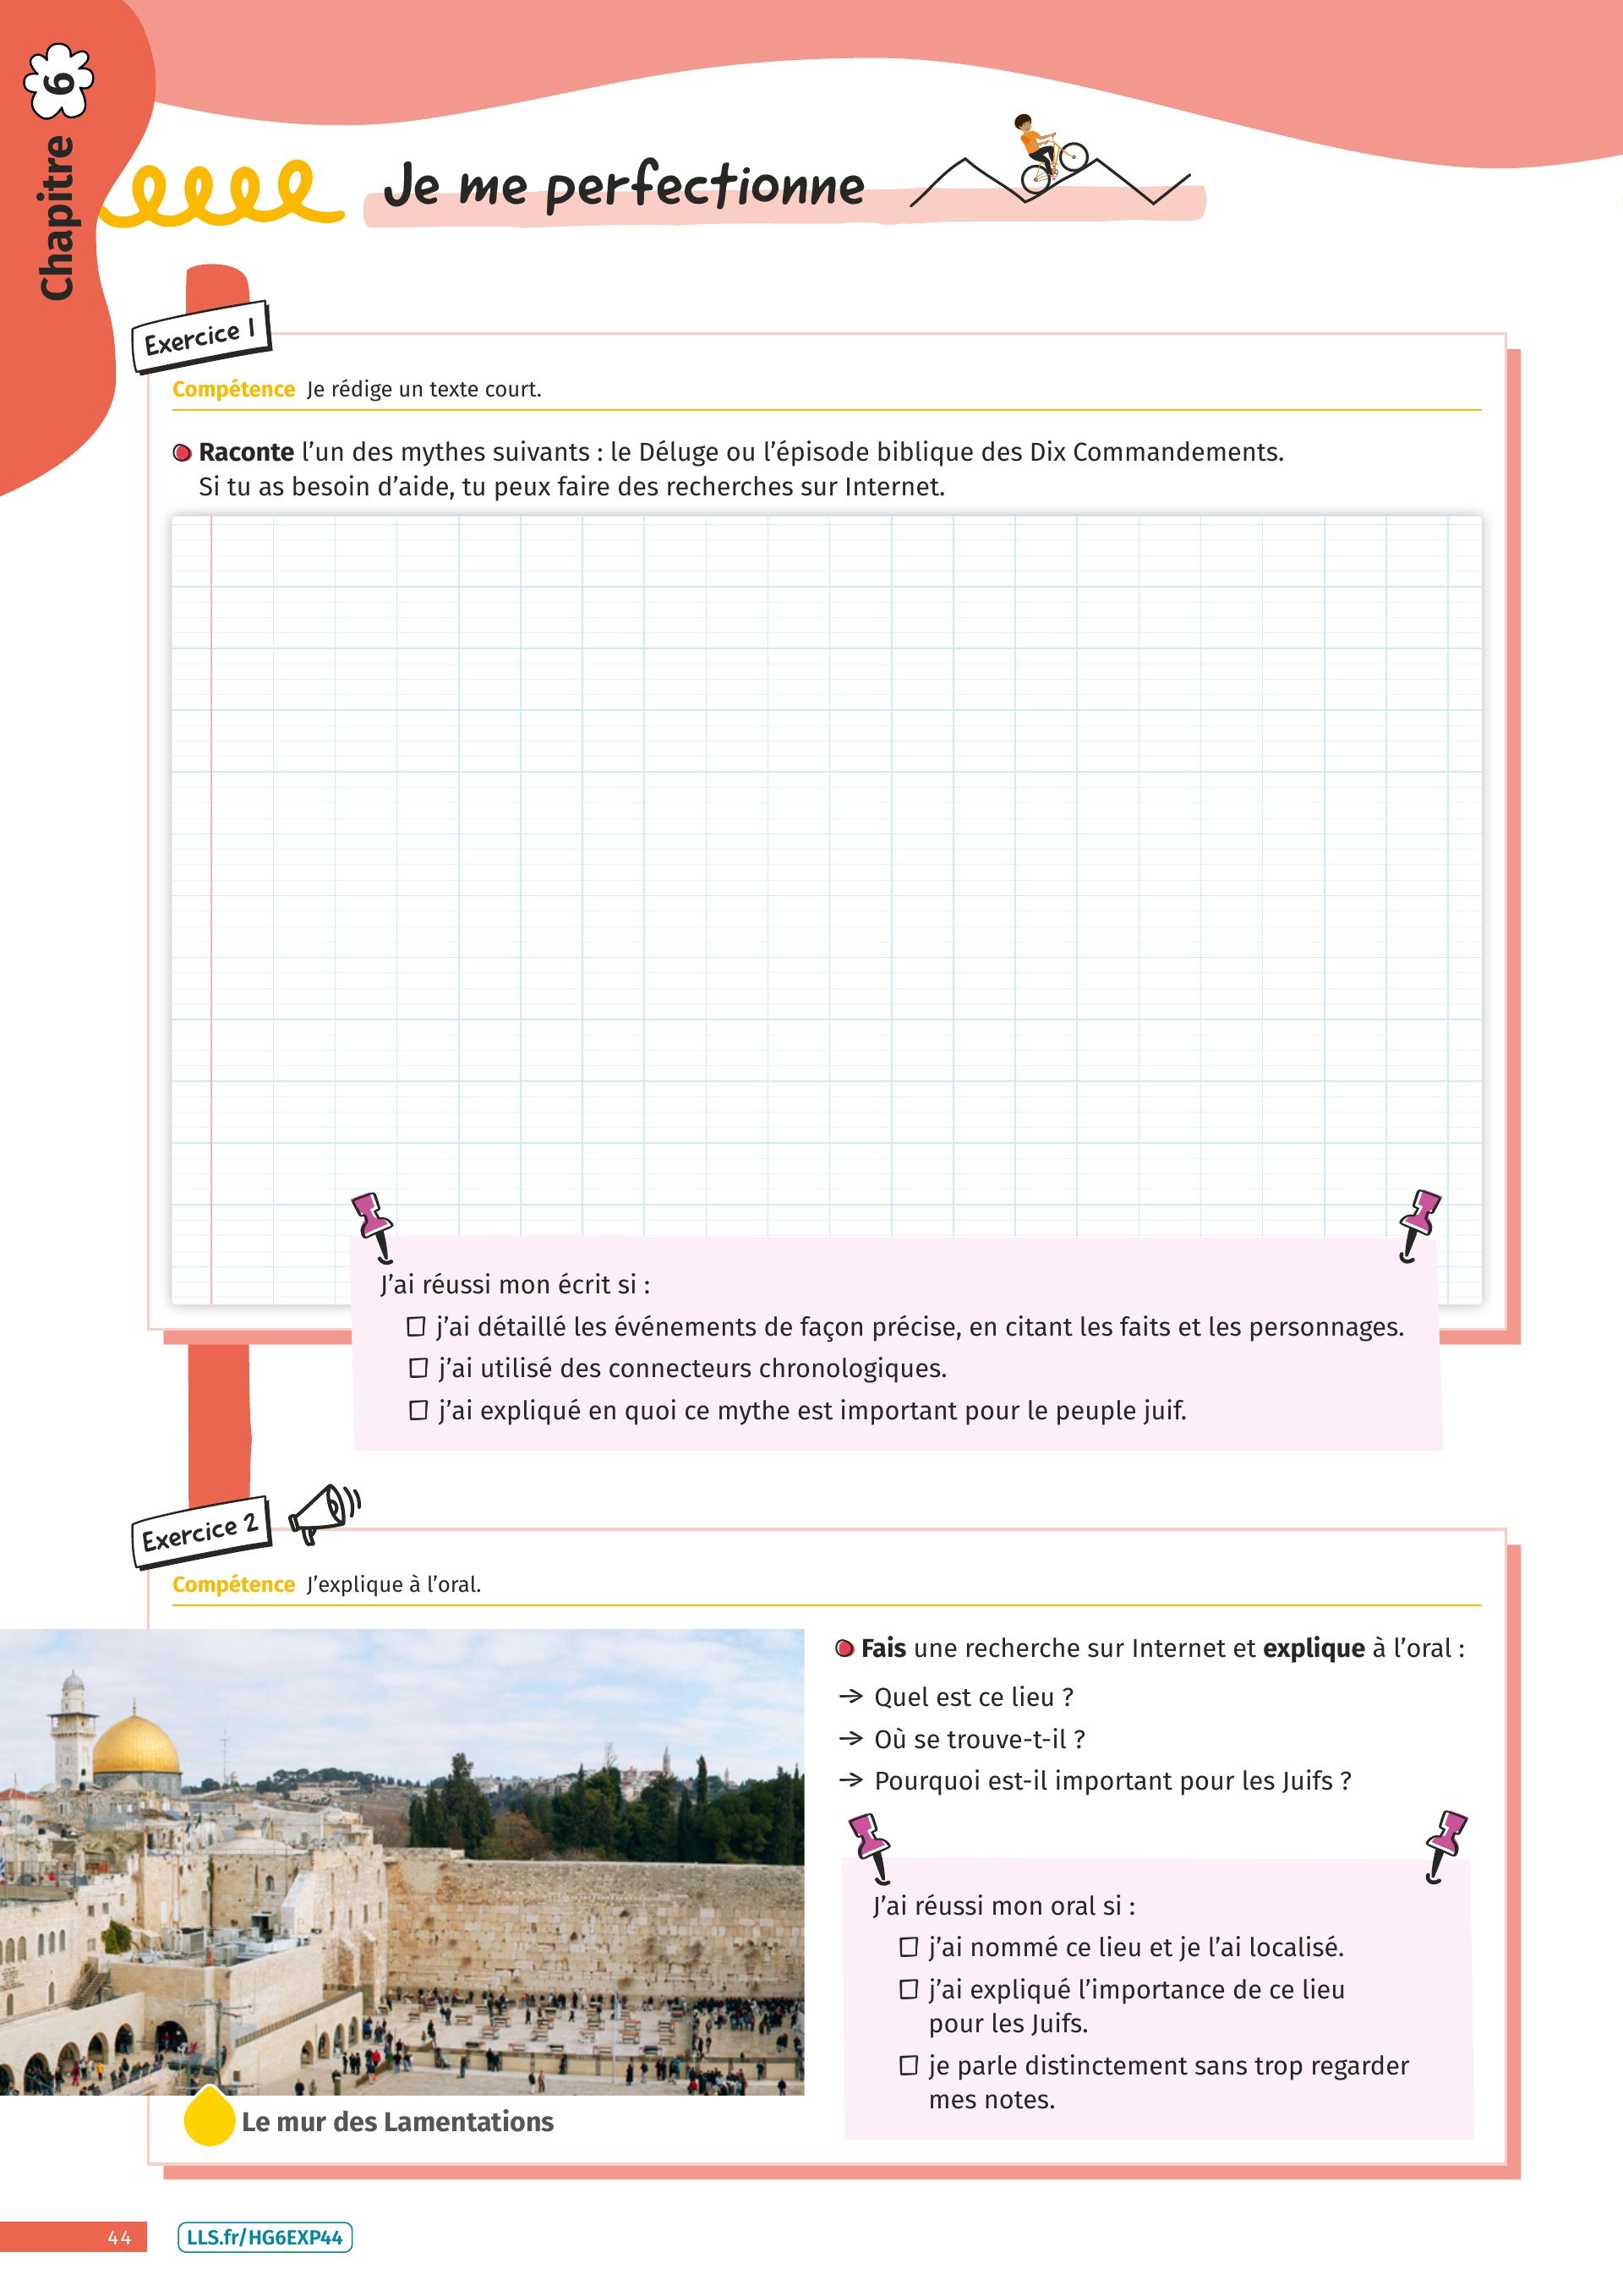 Chapitre 6
Je me perfectionne
Exercice 1
Compétence Je rédige un texte court.
Raconte l’un des mythes suivants : le Déluge ou l’épisode biblique des Dix Commandements.
Si tu as besoin d’aide, tu peux faire des recherches sur Internet.
J’ai réussi mon écrit si :
j’ai détaillé les événements de façon précise, en citant les faits et les personnages.
j’ai utilisé des connecteurs chronologiques.
j’ai expliqué en quoi ce mythe est important pour le peuple juif.
Exercice 2
Compétence J’explique à l’oral.
Fais une recherche sur Internet et explique à l’oral :
→ Quel est ce lieu ?
→ Où se trouve-t-il ?
→ Pourquoi est-il important pour les Juifs ?
J’ai réussi mon oral si :
j’ai nommé ce lieu et je l’ai localisé.
j’ai expliqué l’importance de ce lieu
pour les Juifs.
je parle distinctement sans trop regarder
mes notes.
Le mur des Lamentations
44
LLS.fr/HG6EXP44